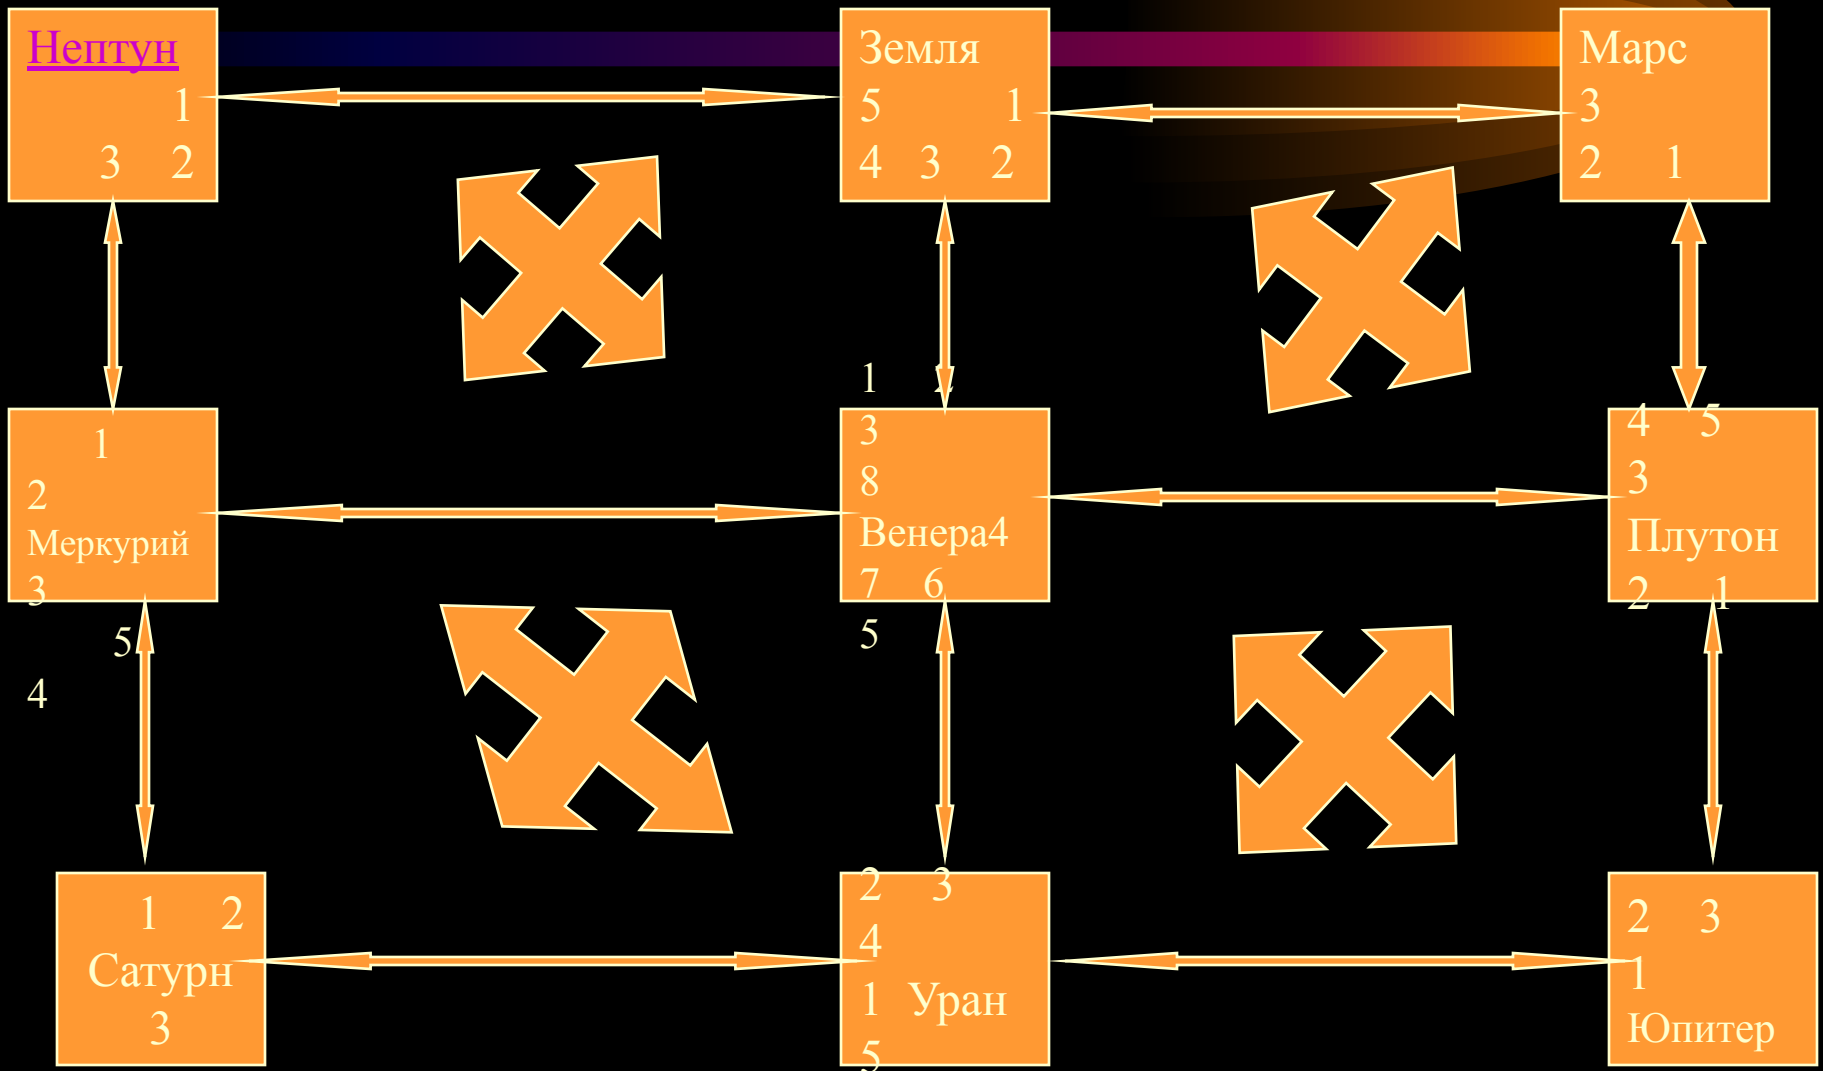 Нептун
1
3 2
Земля
5 1
4 3 2
Марс
3
2 1
1
2
Меркурий
3
5
4
1 2
3
8
Венера4
7 6
5
4 5
3
Плутон
2 1
1 2
Сатурн
3
2 3
4
1 Уран
5
2 3
1
Юпитер